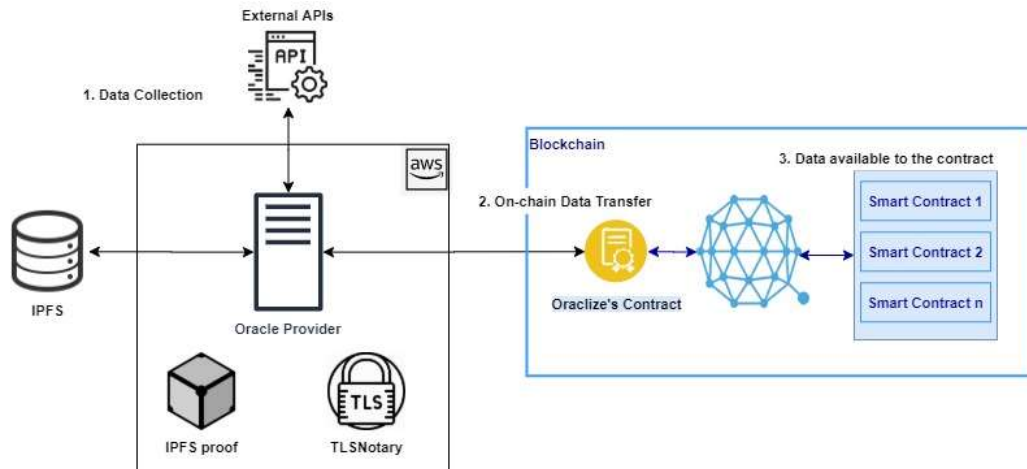 External APIs
API
1. Data Collection
aws
Blockchain
3. Data available to the contract
2. On-chain Data Transfer
Smart Contract 1
Smart Contract 2
Smart Contract n
Oraclize's Contract
IPFS
Oracle Provider
TLS
IPFS proof
TLSNotary